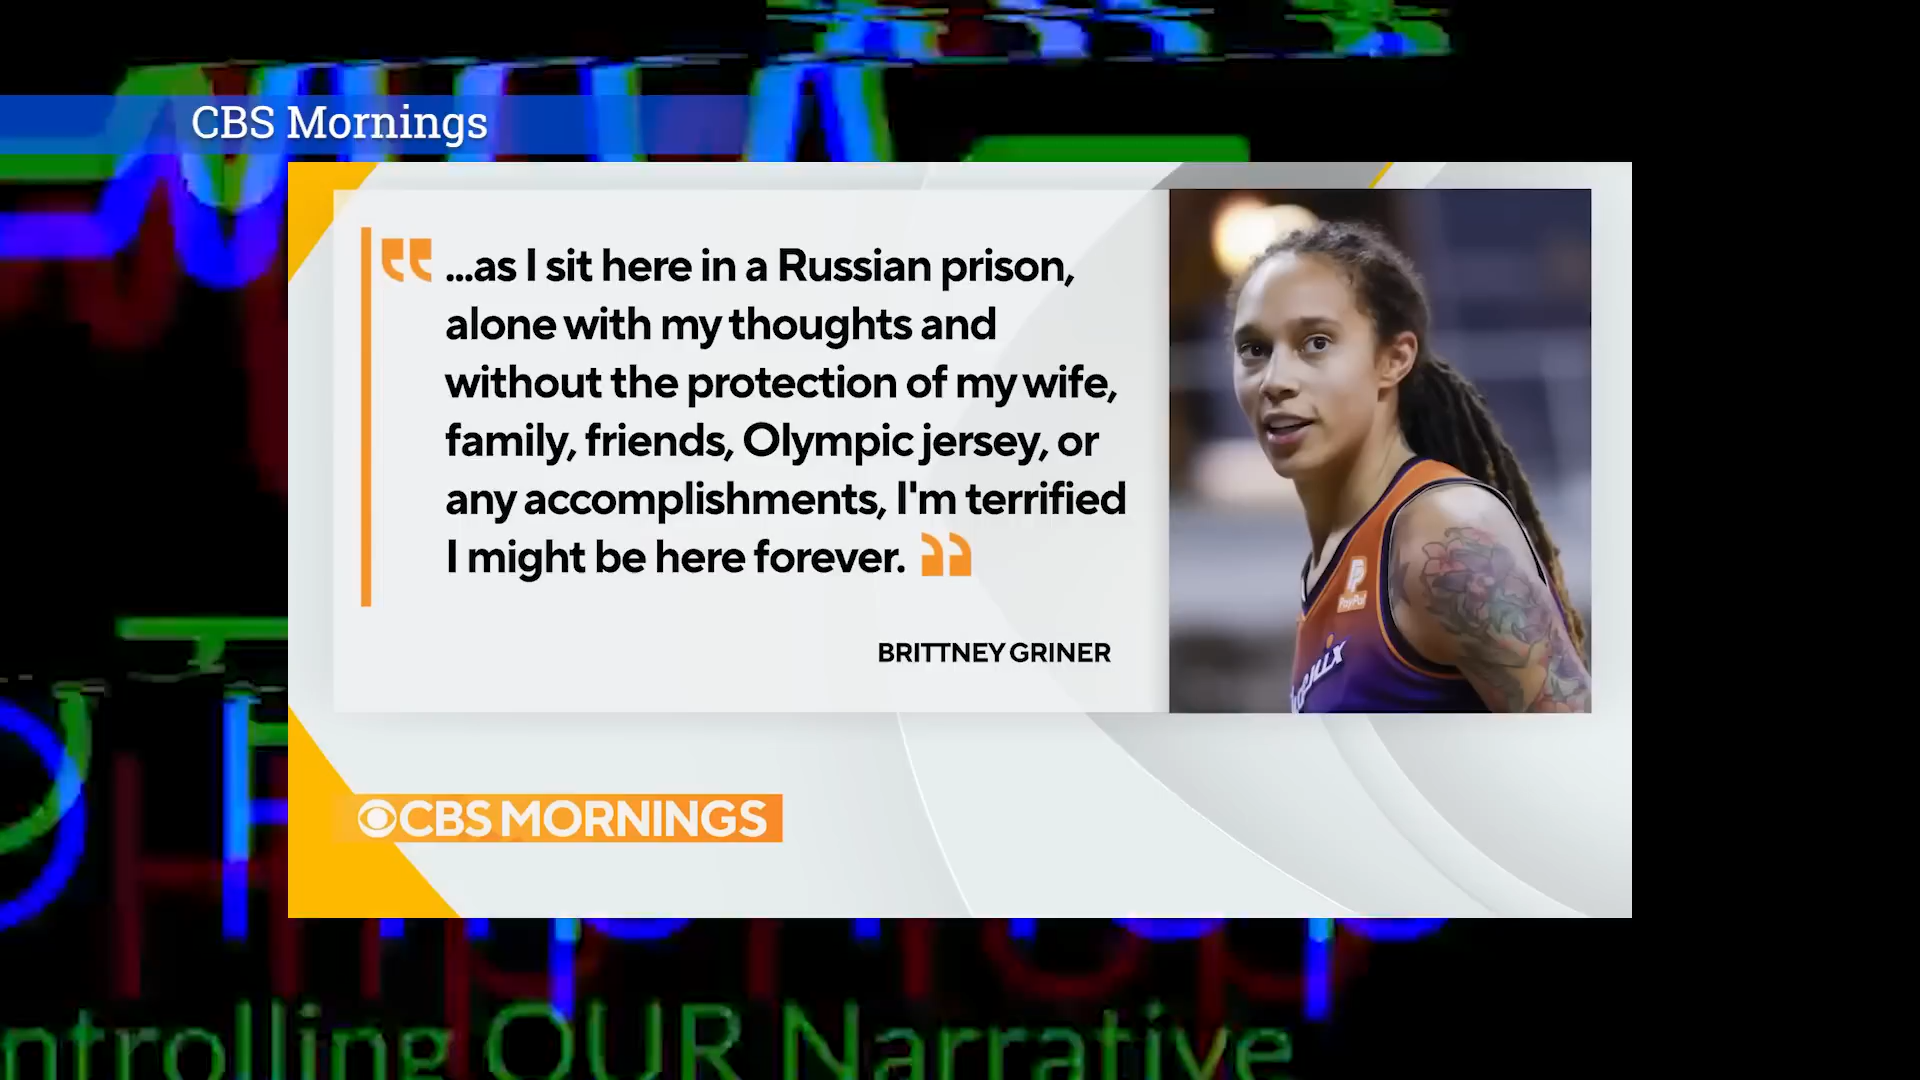 CBS Mornings
...as I sit here in a Russian prison,
alone with my thoughts and
without the protection of my wife,
family, friends, Olympic jersey, or
any accomplishments, I'm terrified
I might be here forever.
BRITTNEY GRINER
PayPal
CBS MORNINGS
OUR Narrative